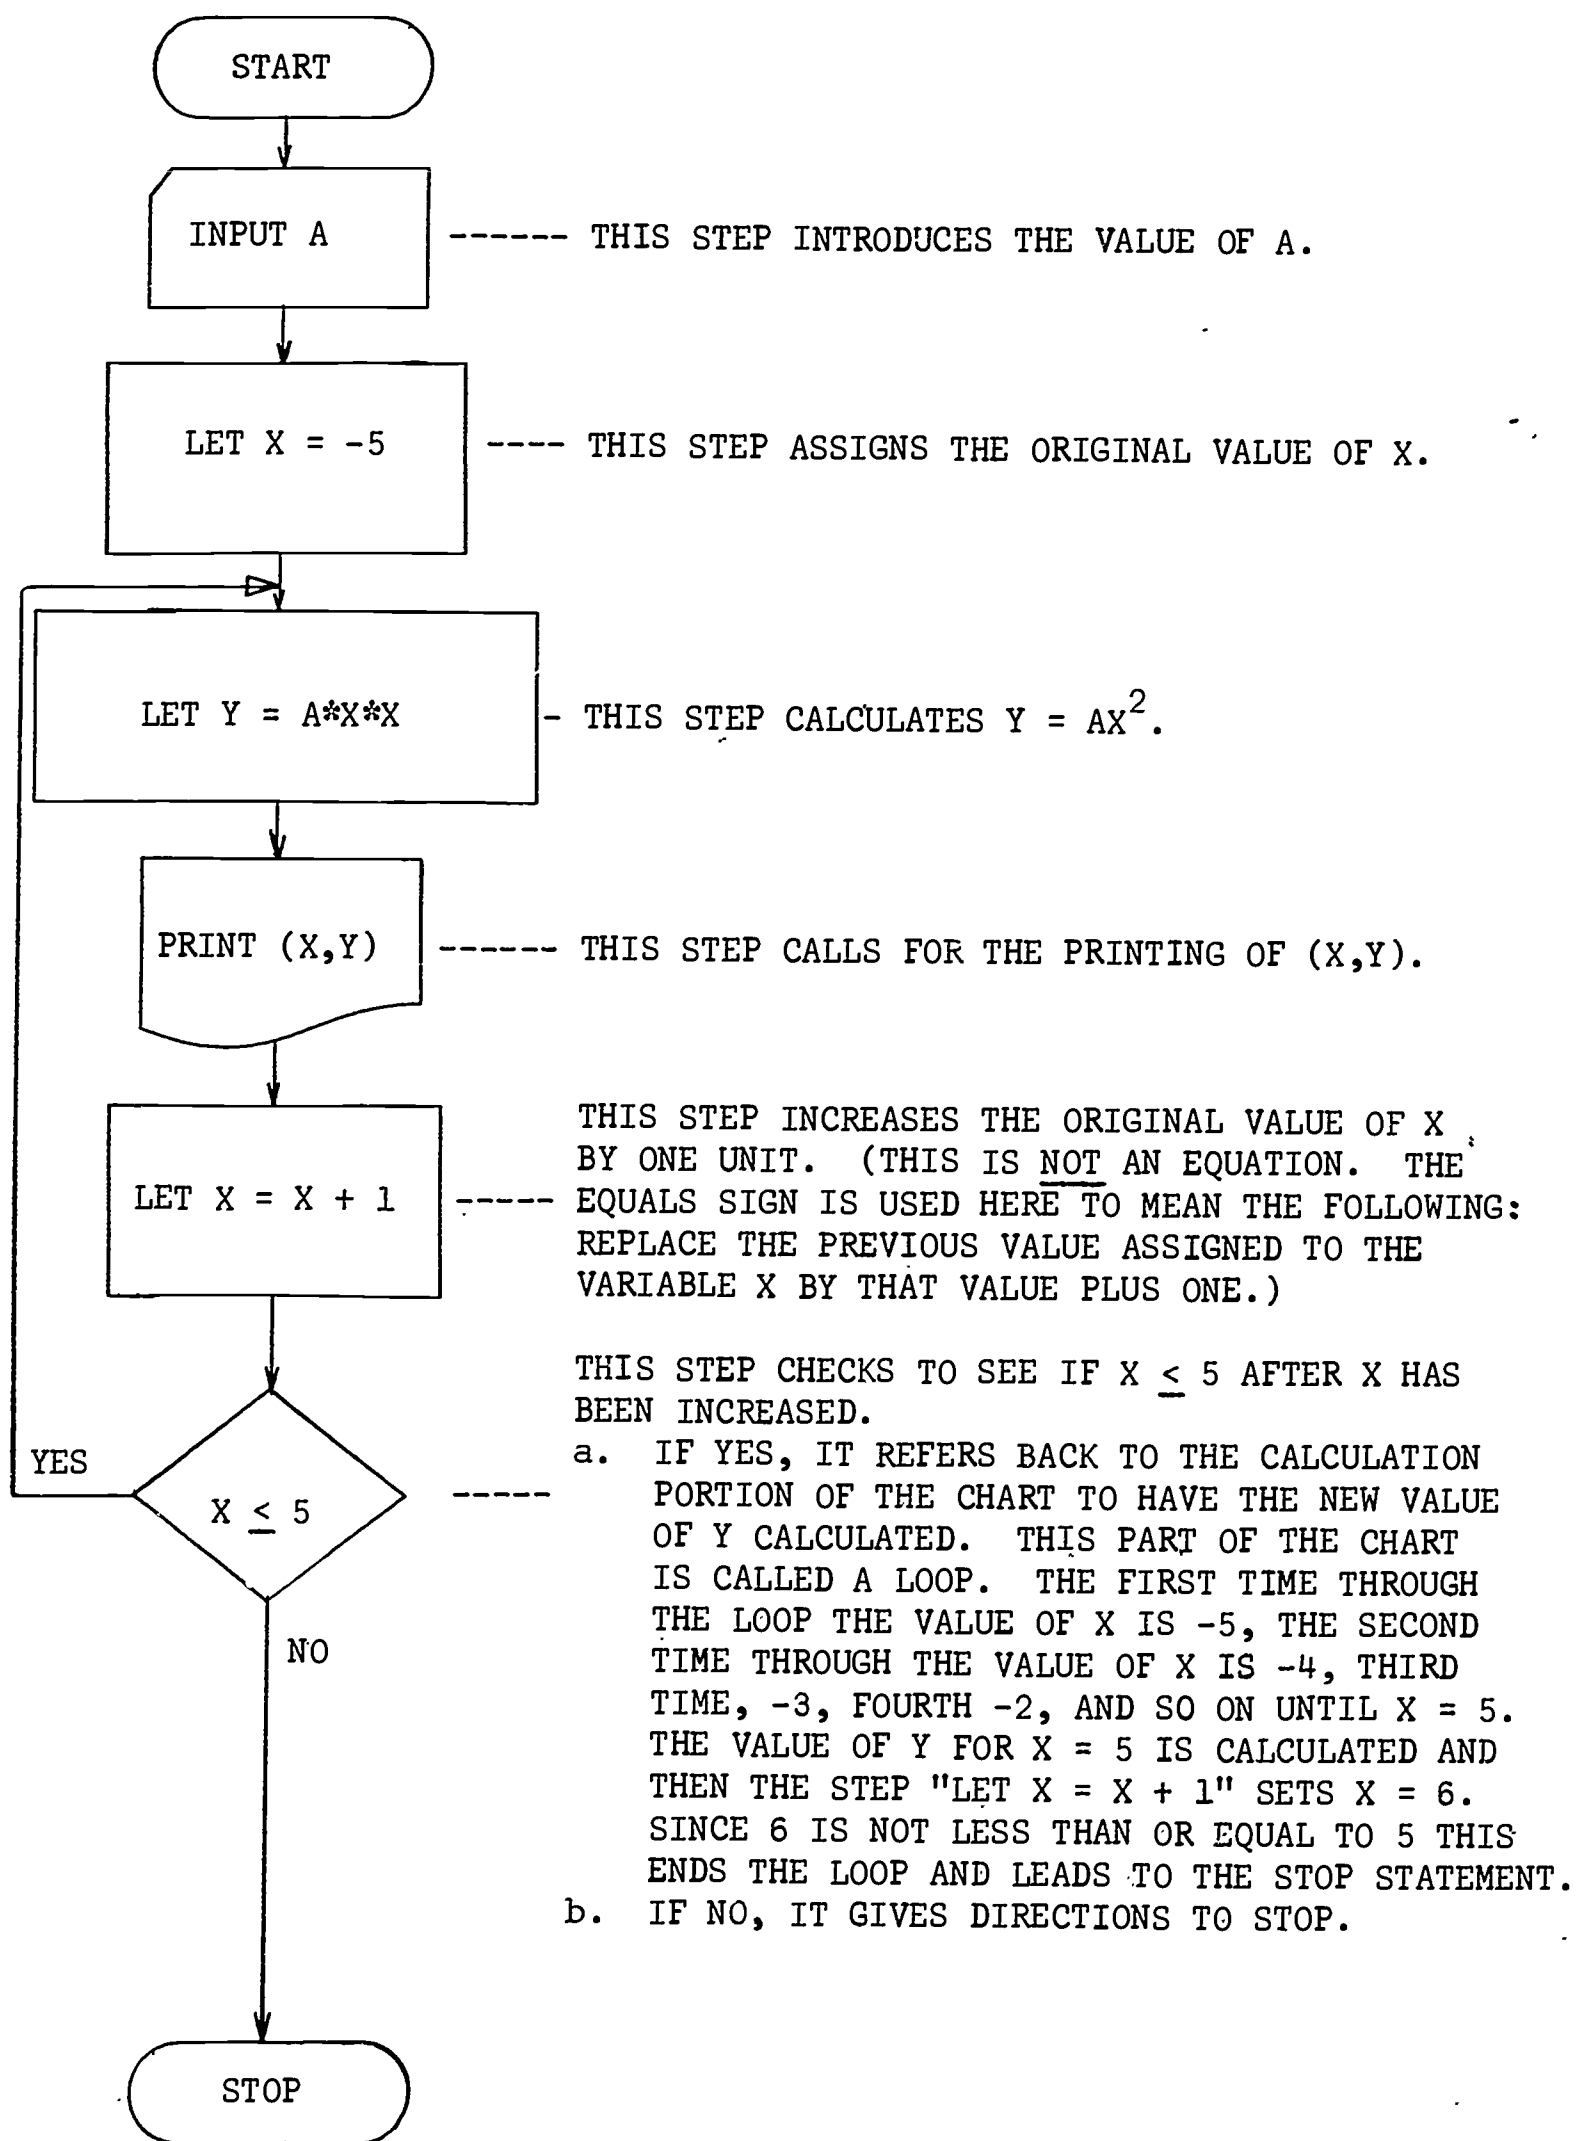 START
INPUT A ------ THIS STEP INTRODUCES THE VALUE OF A.
LET X = -5 ---- THIS STEP ASSIGNS THE ORIGINAL VALUE OF X.
LET Y = A*X*X - THIS STEP CALCULATES Y = AX².
PRINT (X,Y) ------ THIS STEP CALLS FOR THE PRINTING OF (X,Y).
THIS STEP INCREASES THE ORIGINAL VALUE OF X
BY ONE UNIT. (THIS IS NOT AN EQUATION. THE
LET X = X + 1 ----- EQUALS SIGN IS USED HERE TO MEAN THE FOLLOWING:
REPLACE THE PREVIOUS VALUE ASSIGNED TO THE
VARIABLE X BY THAT VALUE PLUS ONE.)
THIS STEP CHECKS TO SEE IF X ≤ 5 AFTER X HAS
BEEN INCREASED.
YES
X ≤ 5 -----
a. IF YES, IT REFERS BACK TO THE CALCULATION
PORTION OF THE CHART TO HAVE THE NEW VALUE
OF Y CALCULATED. THIS PART OF THE CHART
IS CALLED A LOOP. THE FIRST TIME THROUGH
THE LOOP THE VALUE OF X IS -5, THE SECOND
TIME THROUGH THE VALUE OF X IS -4, THIRD
TIME, -3, FOURTH -2, AND SO ON UNTIL X = 5.
THE VALUE OF Y FOR X = 5 IS CALCULATED AND
THEN THE STEP "LET X = X + 1" SETS X = 6.
SINCE 6 IS NOT LESS THAN OR EQUAL TO 5 THIS
ENDS THE LOOP AND LEADS TO THE STOP STATEMENT.
b. IF NO, IT GIVES DIRECTIONS TO STOP.
NO
STOP